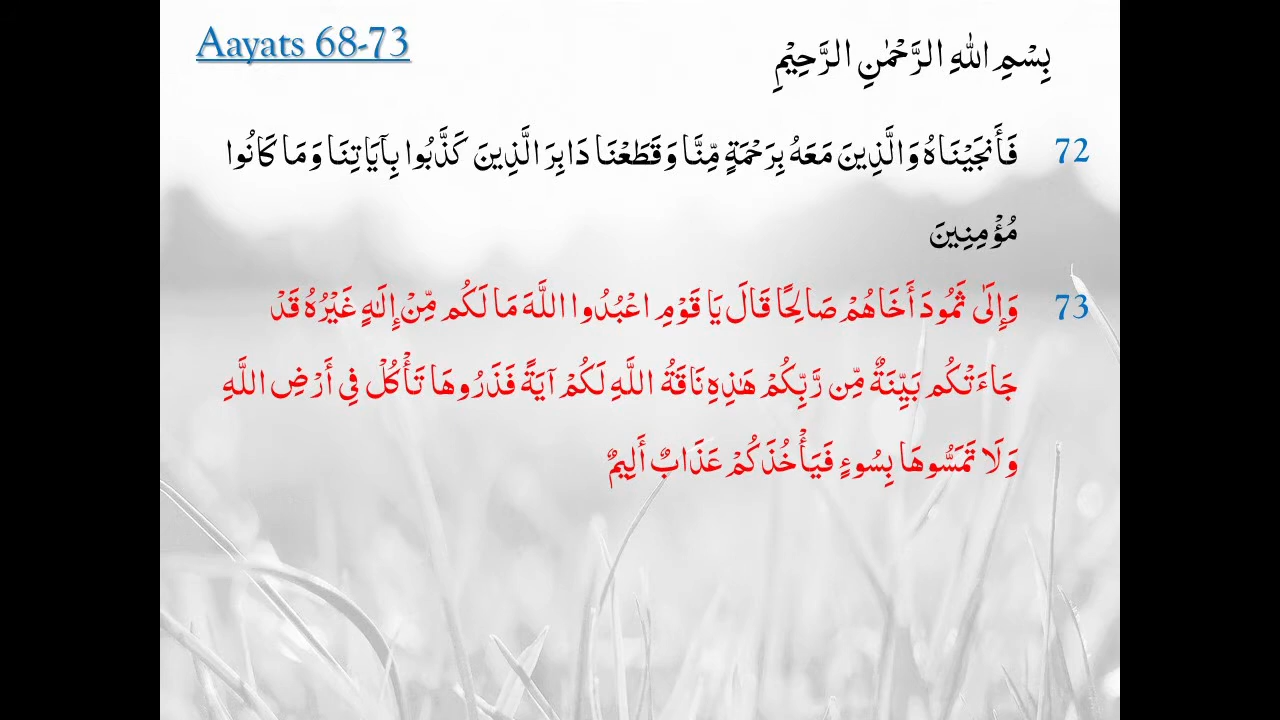 Aayats 68-73
بِسْمِ اللهِ الرَّحْمٰنِ الرَّحِيْمِ
72 فَأَنجَيْنَاهُ وَالَّذِينَ مَعَهُ بِرَحْمَةٍ مِّنَّا وَقَطَعْنَا دَابِرَ الَّذِينَ كَذَّبُوا بِآيَاتِنَا وَمَا كَانُوا
مُؤْمِنِينَ
73 وَإِلَىٰ ثَمُودَ أَخَاهُمْ صَالِحًا قَالَ يَا قَوْمِ اعْبُدُوا اللَّهَ مَا لَكُم مِّنْ إِلَـٰهٍ غَيْرُهُ قَدْ
جَاءَتْكُم بَيِّنَةٌ مِّن رَّبِّكُمْ هَـٰذِهِ نَاقَةُ اللَّهِ لَكُمْ آيَةً فَذَرُوهَا تَأْكُلْ فِي أَرْضِ اللَّهِ
وَلَا تَمَسُّوهَا بِسُوءٍ فَيَأْخُذَكُمْ عَذَابٌ أَلِيمٌ